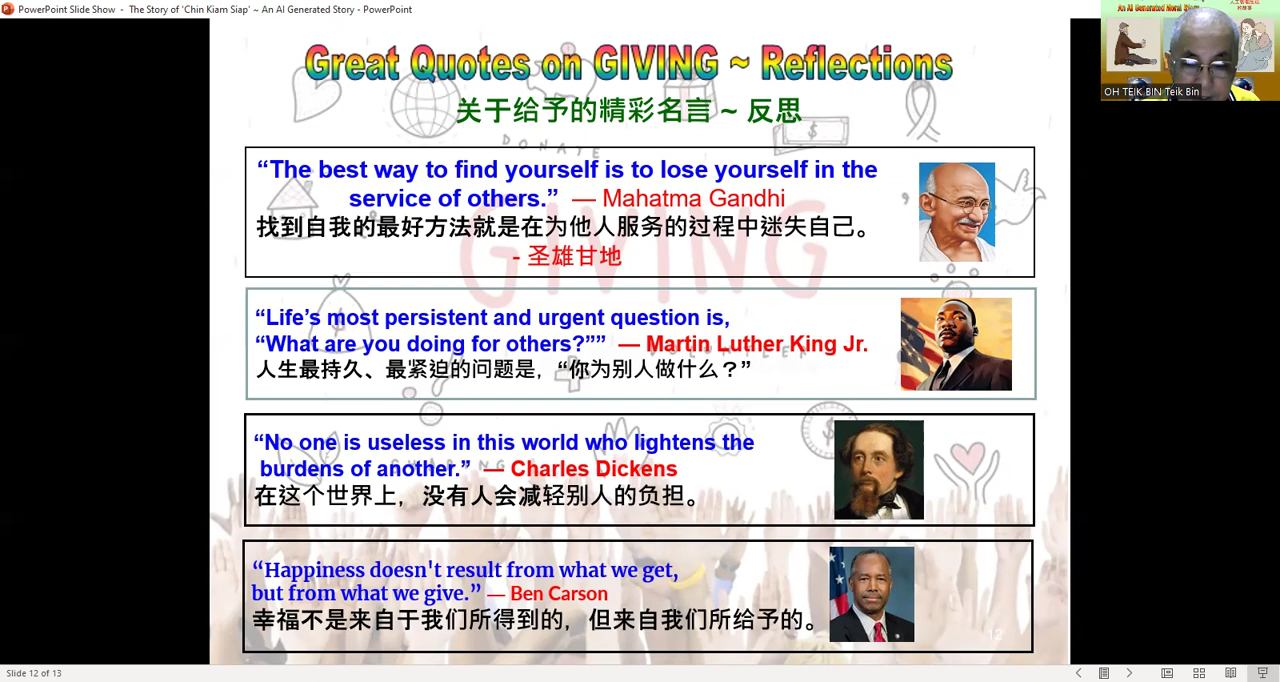 PowerPoint Slide Show - The Story of 'Chin Kiam Siap' ~ An AI Generated Story - PowerPoint
An AI Generated Moral
OH TEIK BIN Teik Bin
Great Quotes on GIVING ~ Reflections
关于给予的精彩名言 ~ 反思
DONATE
GIVING
“The best way to find yourself is to lose yourself in the
service of others.” — Mahatma Gandhi
找到自我的最好方法就是在为他人服务的过程中迷失自己。
- 圣雄甘地
“Life’s most persistent and urgent question is,
“What are you doing for others?”” — Martin Luther King Jr.
人生最持久、最紧迫的问题是，“你为别人做什么？”
“No one is useless in this world who lightens the
burdens of another.” — Charles Dickens
在这个世界上，没有人会减轻别人的负担。
“Happiness doesn't result from what we get,
but from what we give.” — Ben Carson
幸福不是来自于我们所得到的，但来自我们所给予的。
12
Slide 12 of 13